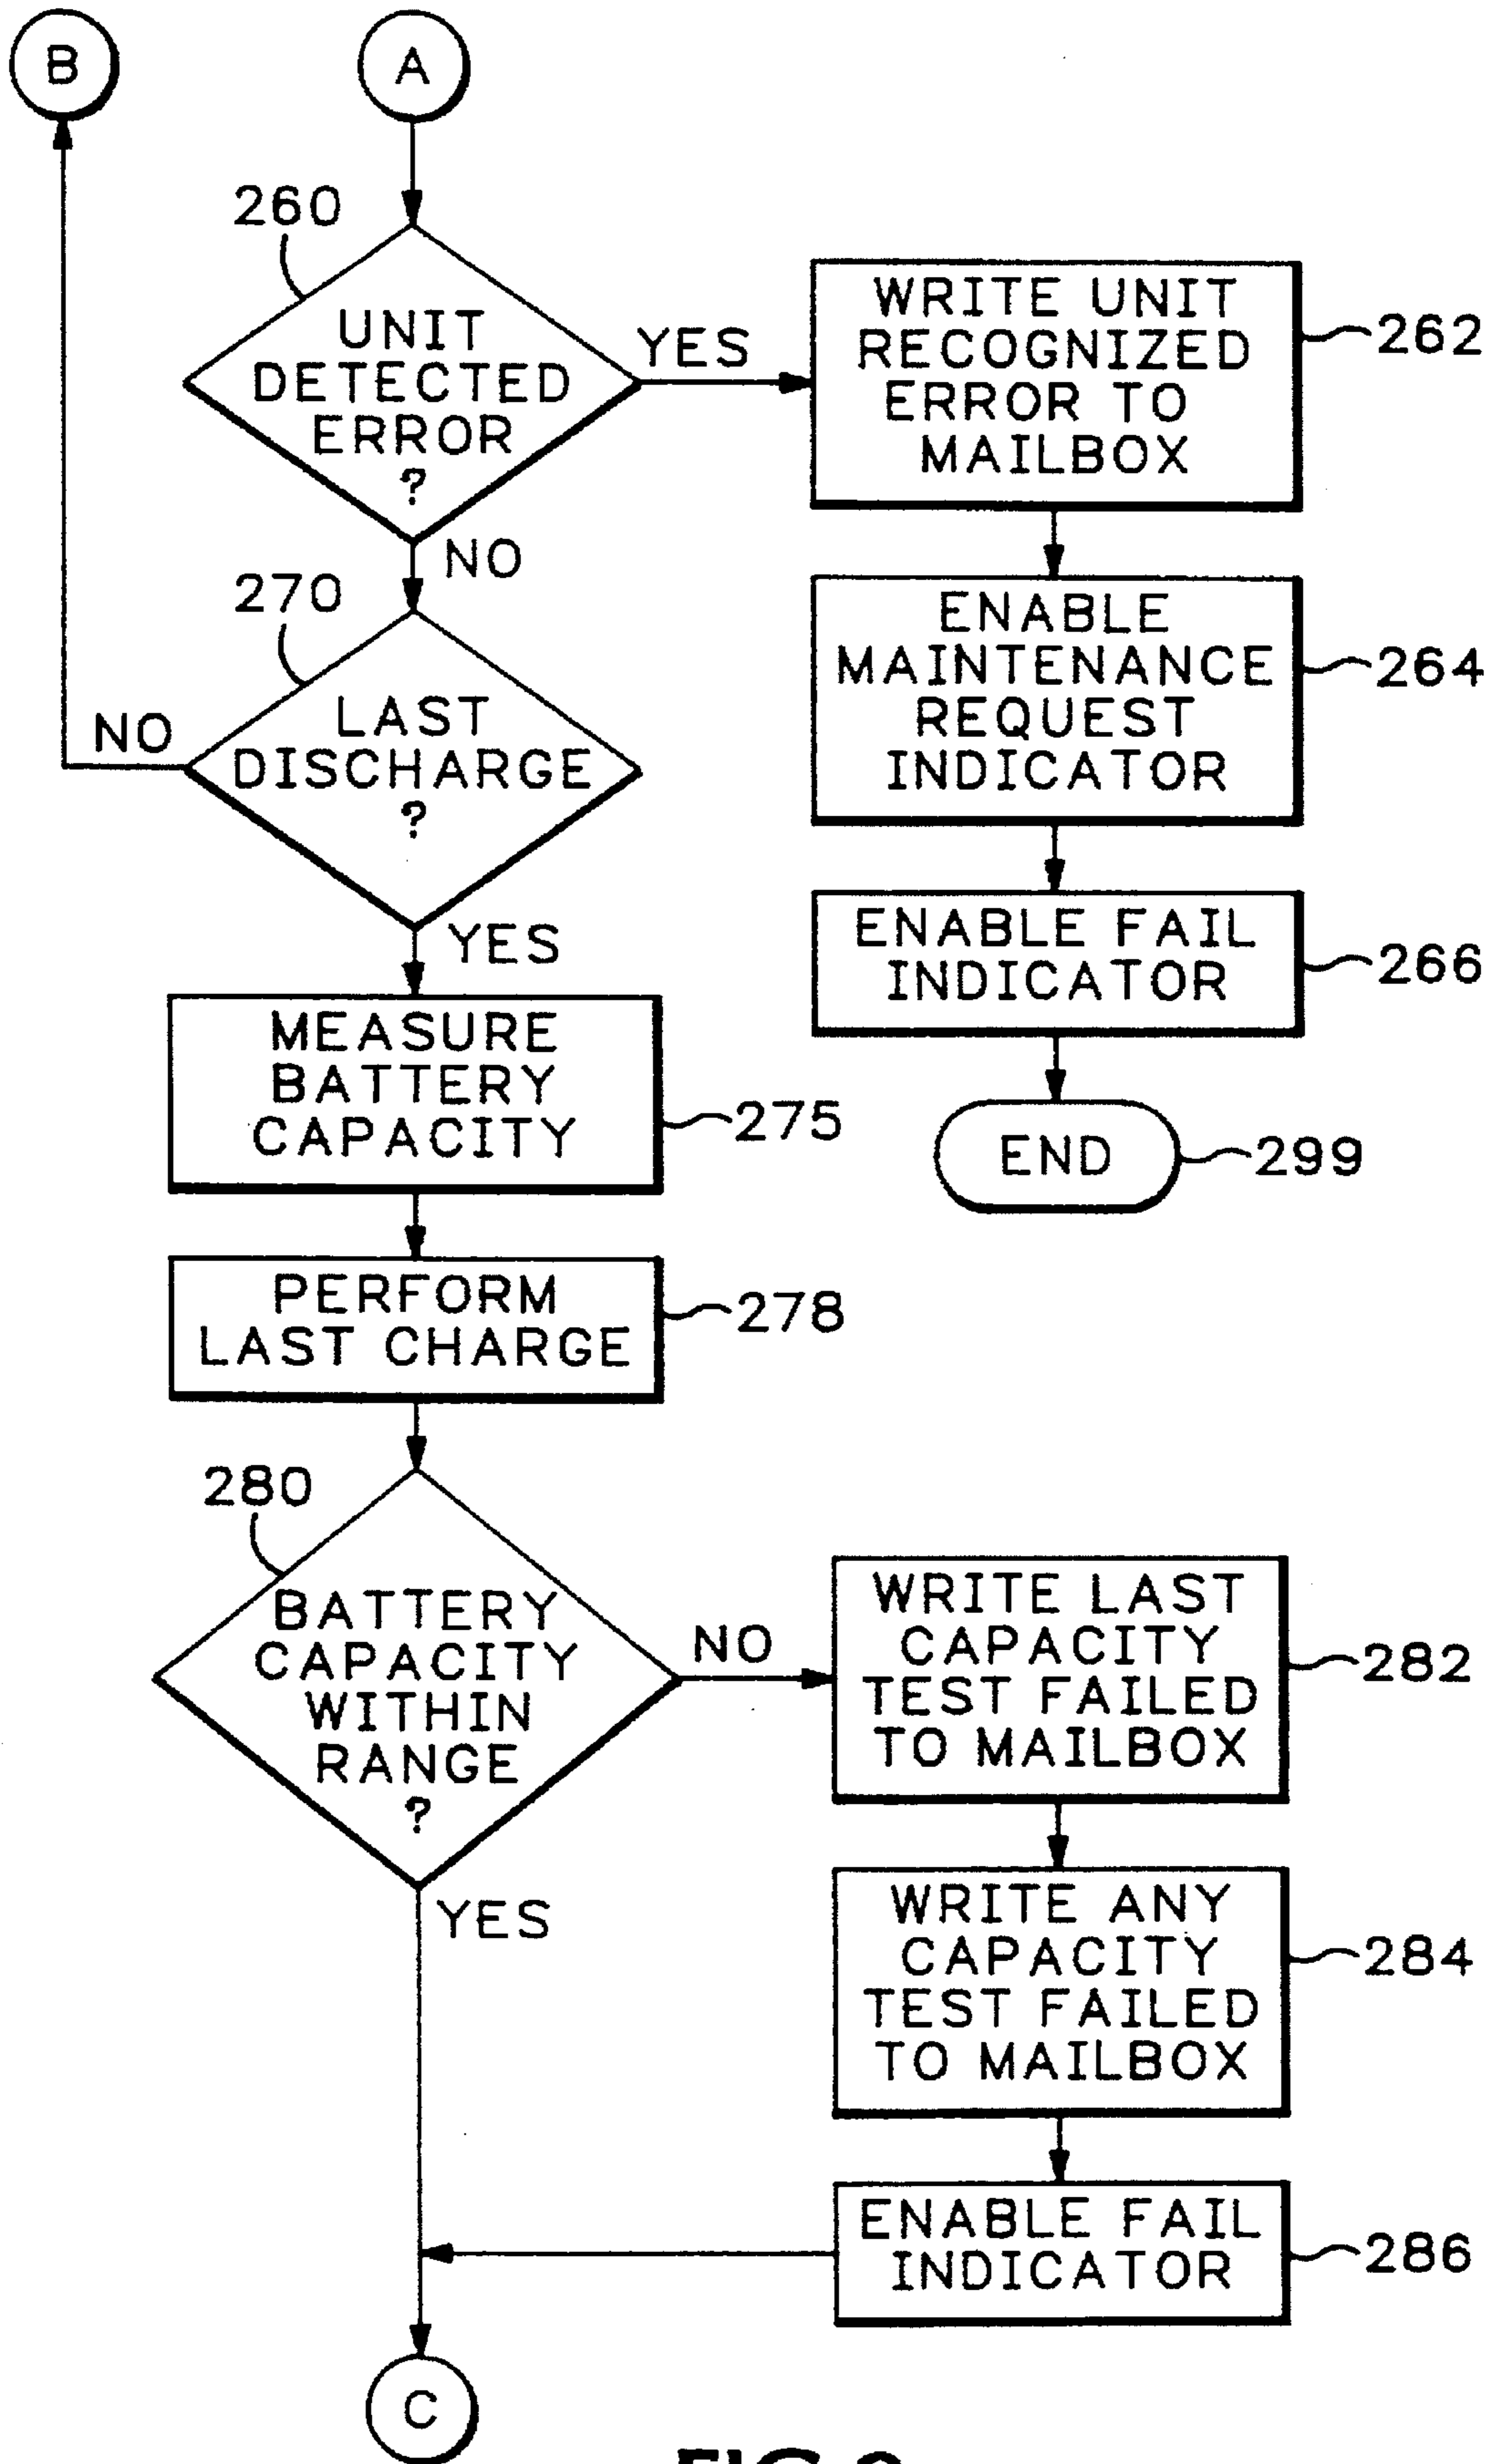 B
A
260
UNIT
DETECTED
ERROR
?
YES
WRITE UNIT
RECOGNIZED
ERROR TO
MAILBOX
262
NO
ENABLE
MAINTENANCE
REQUEST
INDICATOR
264
270
LAST
DISCHARGE
?
NO
YES
ENABLE FAIL
INDICATOR
266
END
299
MEASURE
BATTERY
CAPACITY
275
PERFORM
LAST CHARGE
278
280
BATTERY
CAPACITY
WITHIN
RANGE
?
NO
WRITE LAST
CAPACITY
TEST FAILED
TO MAILBOX
282
YES
WRITE ANY
CAPACITY
TEST FAILED
TO MAILBOX
284
ENABLE FAIL
INDICATOR
286
C